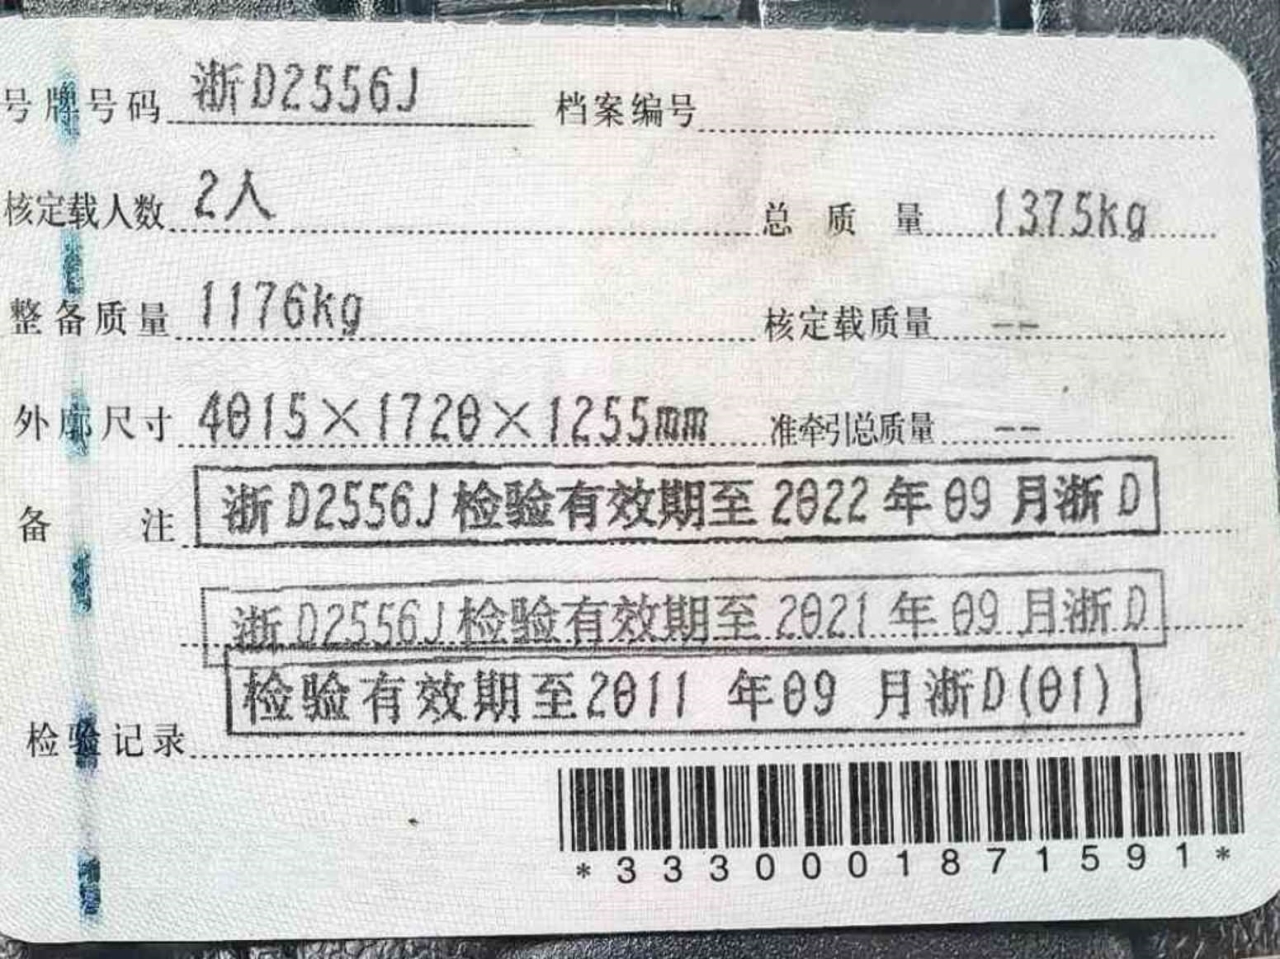 号牌号码 浙D2556J 档案编号
核定载人数 2人 总质量 1375kg
整备质量 1176kg 核定载质量 --
外廓尺寸 4015×1720×1255mm 准牵引总质量 --
备注 浙D2556J检验有效期至2022年09月浙D
浙D2556J检验有效期至2021年09月浙D
检验有效期至2011 年09 月浙D(01)
检验记录
*3330001871591*